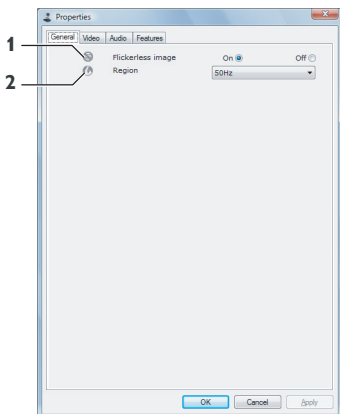 Properties
General Video Audio Features
1 Flickerless image On Off
2 Region 50Hz
OK Cancel Apply